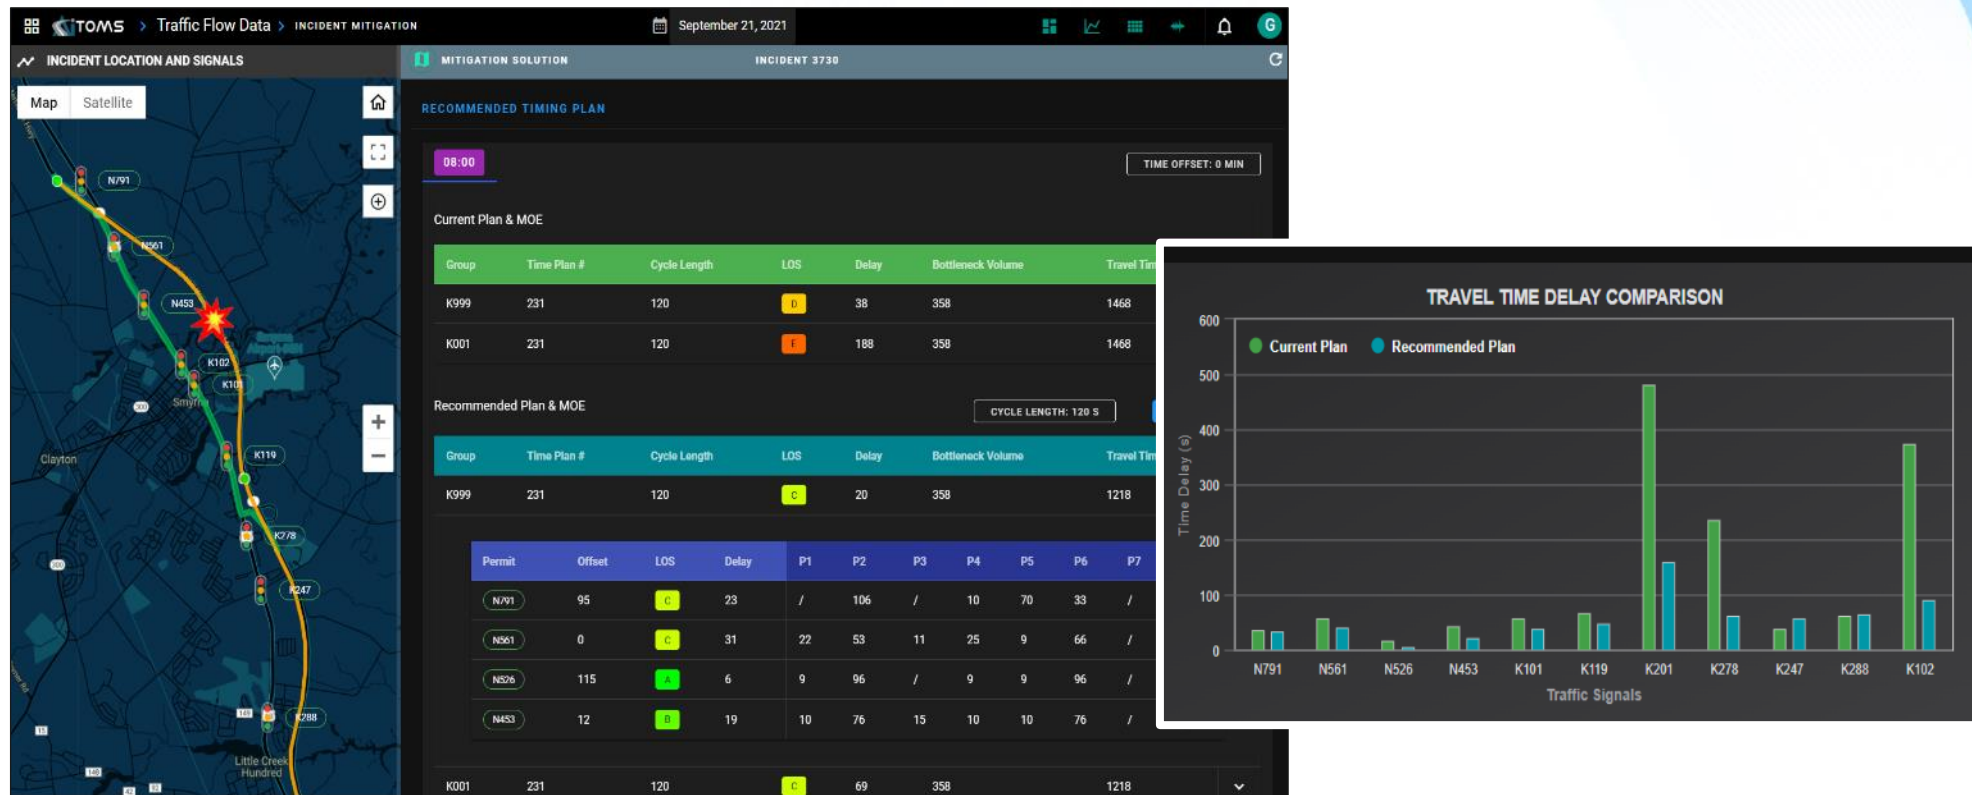 iTOMS > Traffic Flow Data > INCIDENT MITIGATION
September 21, 2021
G
INCIDENT LOCATION AND SIGNALS
Map Satellite
N791
N561
N453
K102
K101
Smyrna
300
Clayton
K119
K278
300
K247
K288
Little Creek
Hundred
MITIGATION SOLUTION INCIDENT 3730
RECOMMENDED TIMING PLAN
08:00 TIME OFFSET: 0 MIN
Current Plan & MOE
Group Time Plan # Cycle Length LOS Delay Bottleneck Volume Travel Tim
K999 231 120 D 38 358 1468
K001 231 120 188 358 1468
Recommended Plan & MOE CYCLE LENGTH: 120 S
Group Time Plan # Cycle Length LOS Delay Bottleneck Volume Travel Tim
K999 231 120 C 20 358 1218
Permit Offset LOS Delay P1 P2 P3 P4 P5 P6 P7
N791 95 C 23 / 106 / 10 70 33 /
N561 0 C 31 22 53 11 25 9 66 /
N526 115 A 6 9 96 / 9 9 96 /
N453 12 B 19 10 76 15 10 10 76 /
K001 231 120 C 69 358 1218
TRAVEL TIME DELAY COMPARISON
Current Plan Recommended Plan
Time Delay (s)
600
500
400
300
200
100
0
N791 N561 N526 N453 K101 K119 K201 K278 K247 K288 K102
Traffic Signals